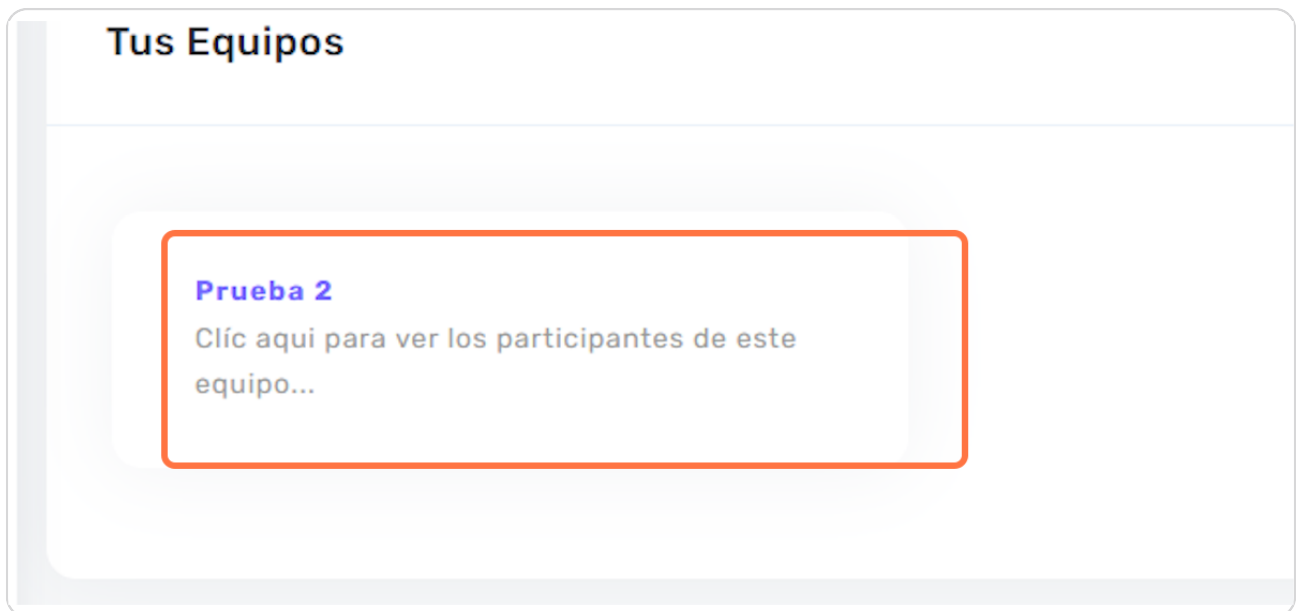 Tus Equipos
Prueba 2
Clíc aqui para ver los participantes de este
equipo...